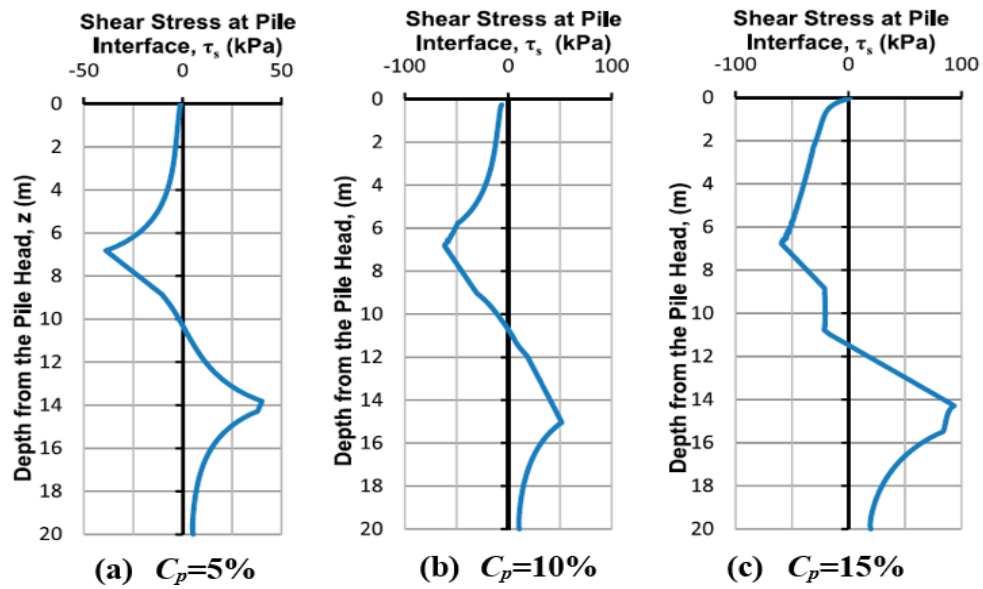 Shear Stress at Pile
Interface, τs (kPa)
-50 0 50
0
2
4
6
8
10
12
14
16
18
20
Depth from the Pile Head, z (m)
(a) Cp=5%
Shear Stress at Pile
Interface, τs (kPa)
-100 0 100
0
2
4
6
8
10
12
14
16
18
20
Depth from the Pile Head, (m)
(b) Cp=10%
Shear Stress at Pile
Interface, τs (kPa)
-100 0 100
0
2
4
6
8
10
12
14
16
18
20
Depth from the Pile Head, (m)
(c) Cp=15%